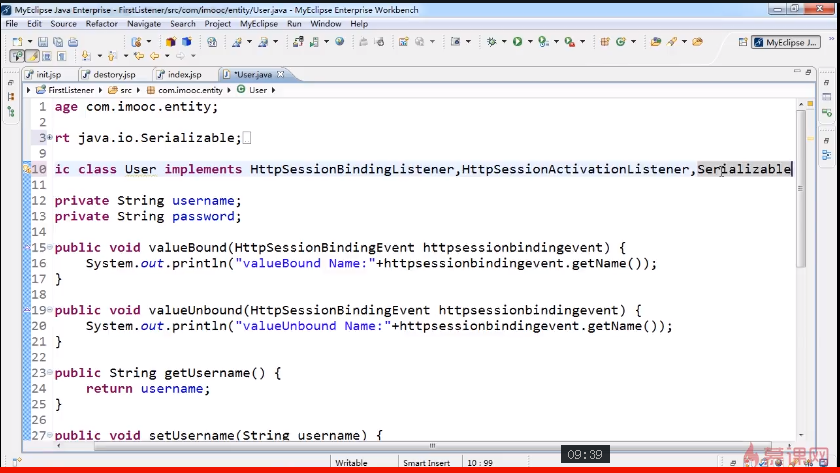 MyEclipse Java Enterprise - FirstListener/src/com/imooc/entity/User.java - MyEclipse Enterprise Workbench
File Edit Source Refactor Navigate Search Project MyEclipse Run Window Help
MyEclipse Java E...
init.jsp destory.jsp index.jsp *User.java
FirstListener src com.imooc.entity User
1 age com.imooc.entity;
2
3 rt java.io.Serializable;
9
10 ic class User implements HttpSessionBindingListener,HttpSessionActivationListener,Serializable
11
12 private String username;
13 private String password;
14
15 public void valueBound(HttpSessionBindingEvent httpsessionbindingevent) {
16 System.out.println("valueBound Name:"+httpsessionbindingevent.getName());
17 }
18
19 public void valueUnbound(HttpSessionBindingEvent httpsessionbindingevent) {
20 System.out.println("valueUnbound Name:"+httpsessionbindingevent.getName());
21 }
22
23 public String getUsername() {
24 return username;
25 }
26
27 public void setUsername(String username) {
Writable Smart Insert 10 : 99
09:39
慕课网